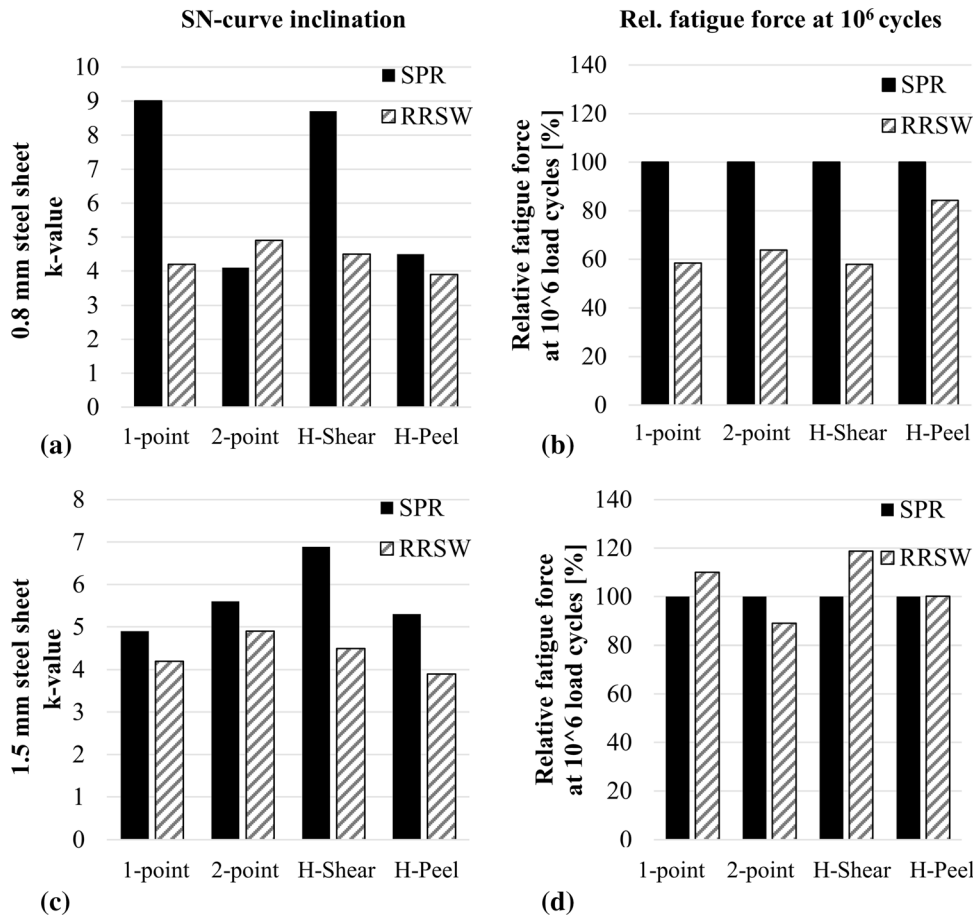 SN-curve inclination
Rel. fatigue force at 10⁶ cycles
0.8 mm steel sheet
k-value
10
9
8
7
6
5
4
3
2
1
0
SPR
RRSW
1-point
2-point
H-Shear
H-Peel
(a)
Relative fatigue force
at 10^6 load cycles [%]
140
120
100
80
60
40
20
0
SPR
RRSW
1-point
2-point
H-Shear
H-Peel
(b)
1.5 mm steel sheet
k-value
8
7
6
5
4
3
2
1
0
SPR
RRSW
1-point
2-point
H-Shear
H-Peel
(c)
Relative fatigue force
at 10^6 load cycles [%]
140
120
100
80
60
40
20
0
SPR
RRSW
1-point
2-point
H-Shear
H-Peel
(d)